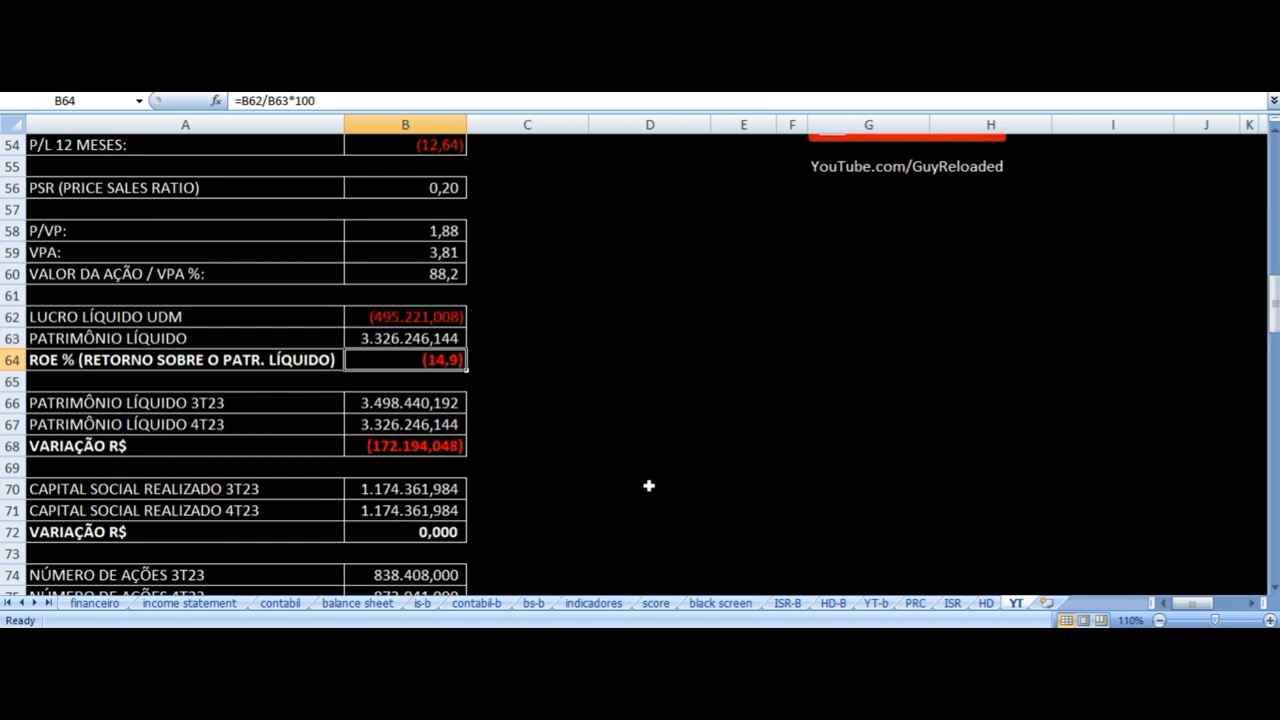 B64 fx =B62/B63*100
A B C D E F G H I J K
54 P/L 12 MESES: (12,64)
YouTube.com/GuyReloaded
55
56 PSR (PRICE SALES RATIO) 0,20
57
58 P/VP: 1,88
59 VPA: 3,81
60 VALOR DA AÇÃO / VPA %: 88,2
61
62 LUCRO LÍQUIDO UDM (495.221,008)
63 PATRIMÔNIO LÍQUIDO 3.326.246,144
64 ROE % (RETORNO SOBRE O PATR. LÍQUIDO) (14,9)
65
66 PATRIMÔNIO LÍQUIDO 3T23 3.498.440,192
67 PATRIMÔNIO LÍQUIDO 4T23 3.326.246,144
68 VARIAÇÃO R$ (172.194,048)
69
70 CAPITAL SOCIAL REALIZADO 3T23 1.174.361,984
71 CAPITAL SOCIAL REALIZADO 4T23 1.174.361,984
72 VARIAÇÃO R$ 0,000
73
74 NÚMERO DE AÇÕES 3T23 838.408,000
financeiro income statement contabil balance sheet is-b contabil-b bs-b indicadores score black screen ISR-B HD-B YT-b PRC ISR HD YT
Ready 110%